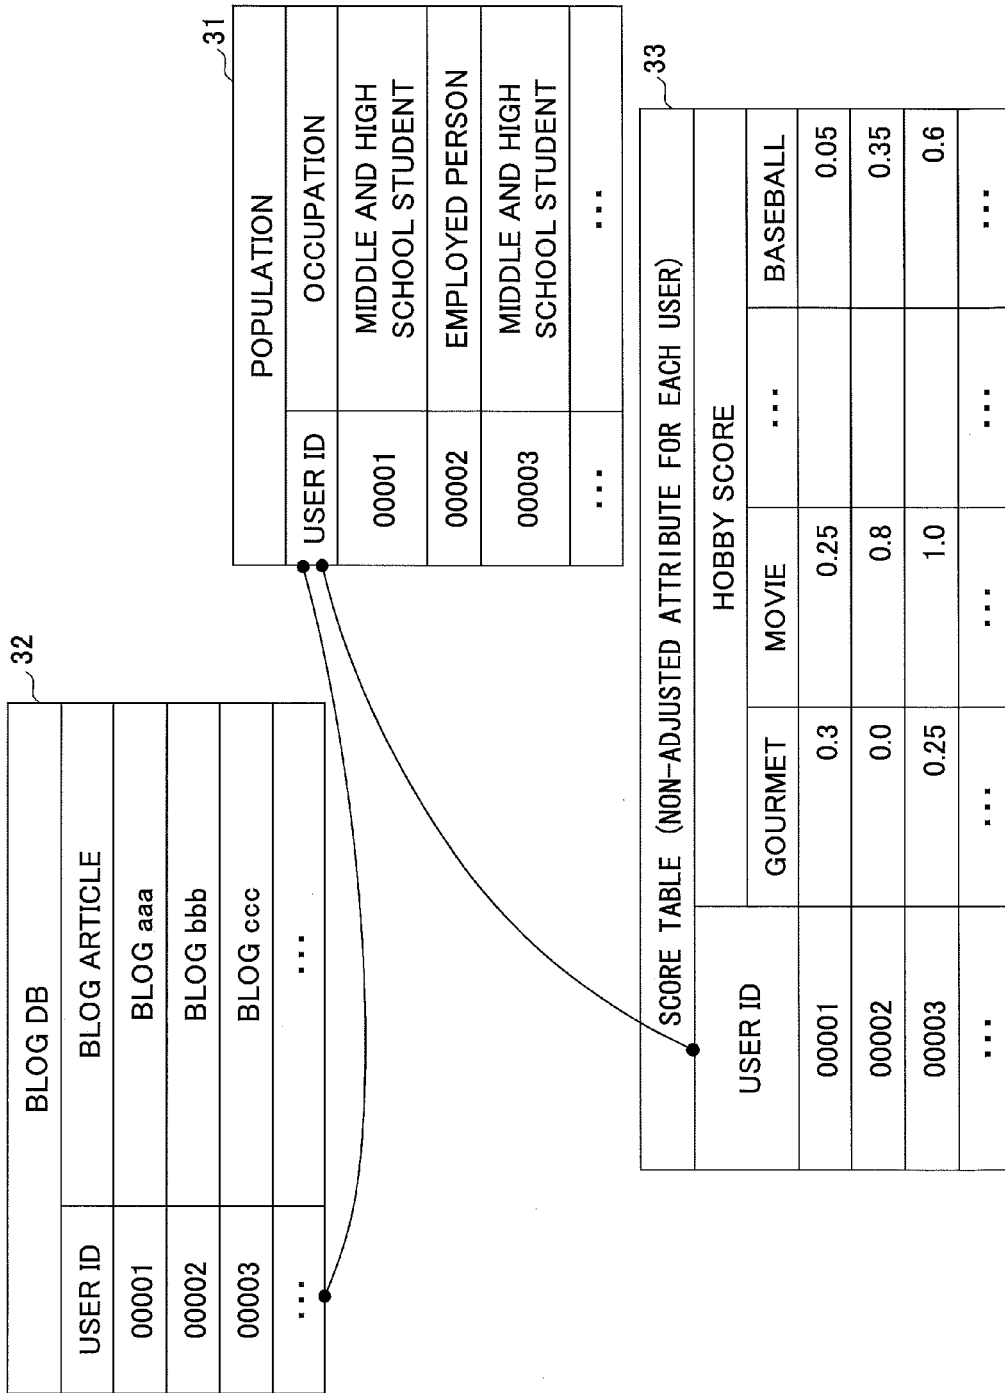 BLOG DB
32
USER ID BLOG ARTICLE
00001 BLOG aaa
00002 BLOG bbb
00003 BLOG ccc
... ...
POPULATION
31
USER ID OCCUPATION
00001 MIDDLE AND HIGH
SCHOOL STUDENT
00002 EMPLOYED PERSON
00003 MIDDLE AND HIGH
SCHOOL STUDENT
... ...
33
SCORE TABLE (NON-ADJUSTED ATTRIBUTE FOR EACH USER)
USER ID HOBBY SCORE
GOURMET MOVIE ... BASEBALL
00001 0.3 0.25 0.05
00002 0.0 0.8 0.35
00003 0.25 1.0 0.6
... ... ... ... ...